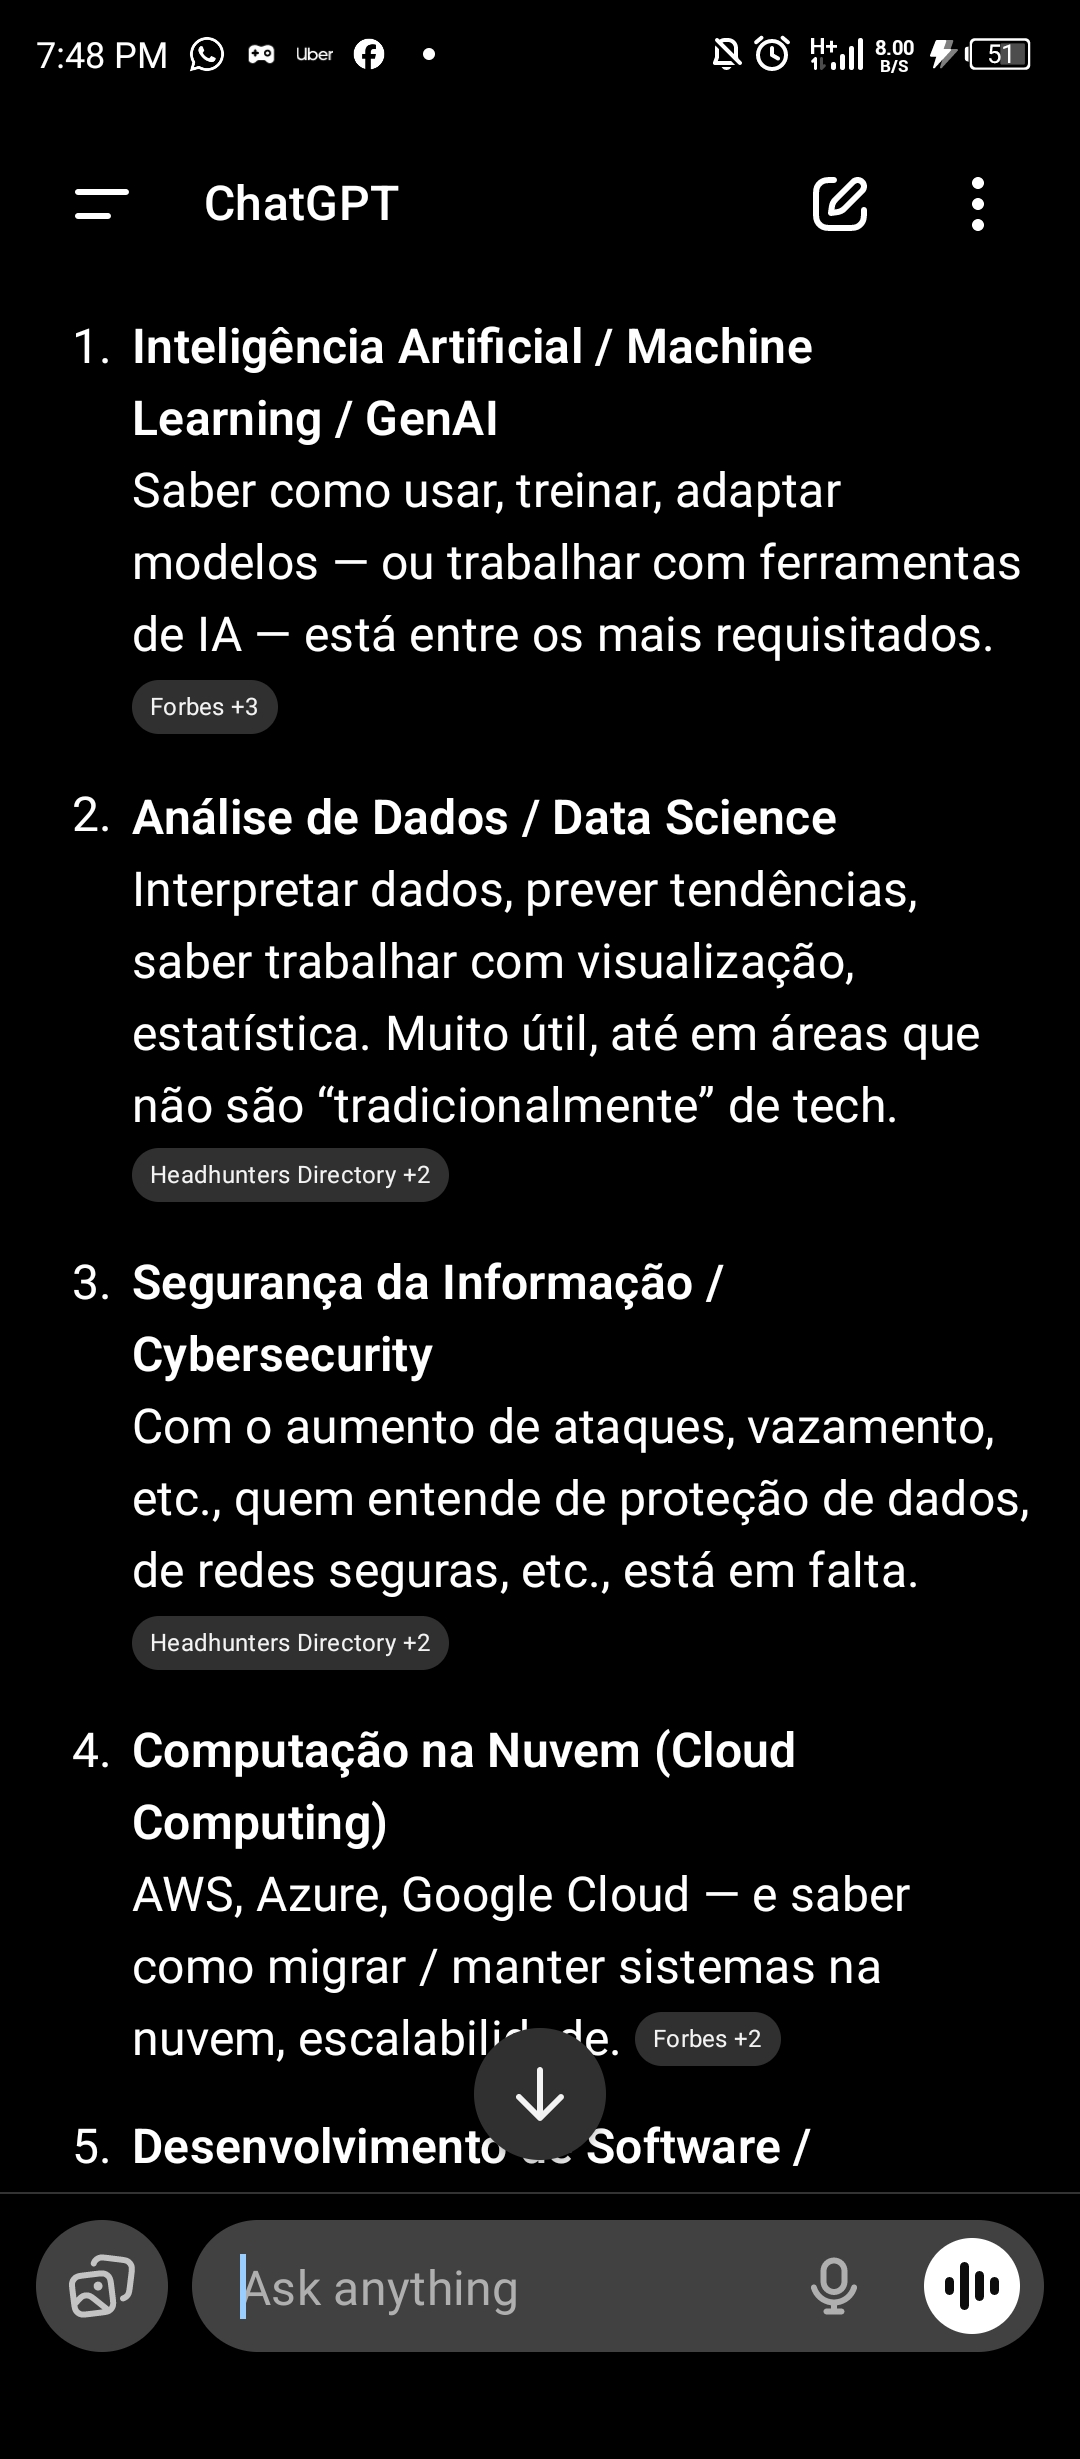 7:48 PM Uber H+ 8.00 B/S 51
ChatGPT
1. Inteligência Artificial / Machine
Learning / GenAI
Saber como usar, treinar, adaptar
modelos — ou trabalhar com ferramentas
de IA — está entre os mais requisitados.
Forbes +3
2. Análise de Dados / Data Science
Interpretar dados, prever tendências,
saber trabalhar com visualização,
estatística. Muito útil, até em áreas que
não são “tradicionalmente” de tech.
Headhunters Directory +2
3. Segurança da Informação /
Cybersecurity
Com o aumento de ataques, vazamento,
etc., quem entende de proteção de dados,
de redes seguras, etc., está em falta.
Headhunters Directory +2
4. Computação na Nuvem (Cloud
Computing)
AWS, Azure, Google Cloud — e saber
como migrar / manter sistemas na
nuvem, escalabilidade. Forbes +2
5. Desenvolvimento de Software /
Ask anything